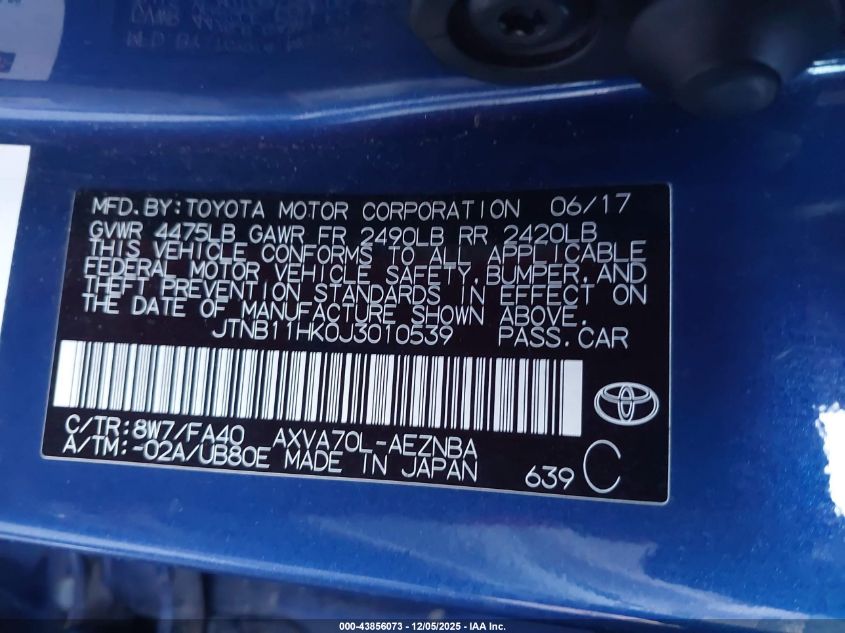 MFD.BY:TOYOTA MOTOR CORPORATION 06/17
GVWR 4475LB GAWR FR 2490LB RR 2420LB
THIS VEHICLE CONFORMS TO ALL APPLICABLE
FEDERAL MOTOR VEHICLE SAFETY,BUMPER,AND
THEFT PREVENTION STANDARDS IN EFFECT ON
THE DATE OF MANUFACTURE SHOWN ABOVE.
JTNB11HK0J3010539 PASS.CAR
C/TR:8W7/FA40 AXVA70L-AEZNBA
A/TM:-02A/UB80E MADE IN JAPAN 639 C
000-43856073 - 12/05/2025 - IAA Inc.